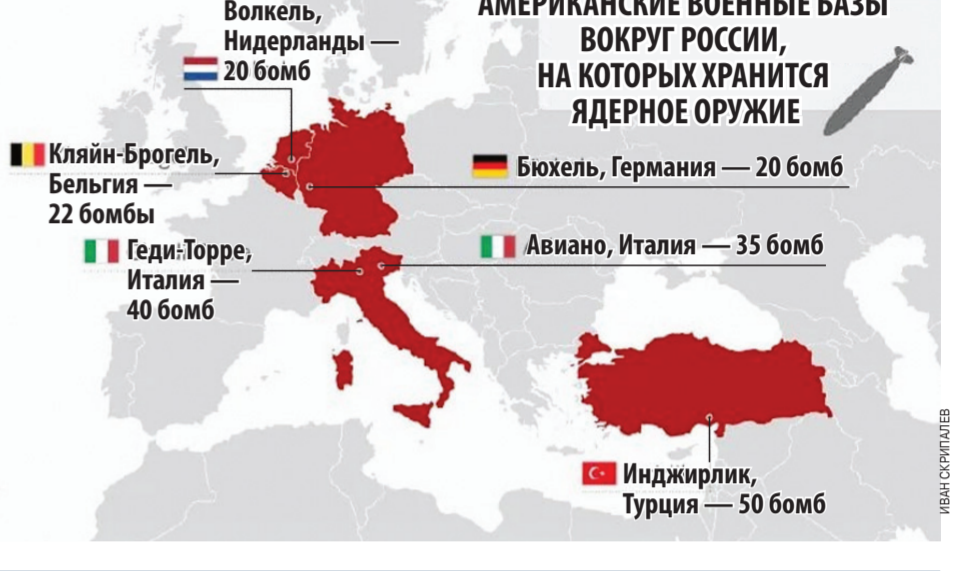 АМЕРИКАНСКИЕ ВОЕННЫЕ БАЗЫ
ВОКРУГ РОССИИ,
НА КОТОРЫХ ХРАНИТСЯ
ЯДЕРНОЕ ОРУЖИЕ
Волкель,
Нидерланды —
20 бомб
Кляйн-Брогель,
Бельгия —
22 бомбы
Бюхель, Германия — 20 бомб
Геди-Торре,
Италия —
40 бомб
Авиано, Италия — 35 бомб
Инджирлик,
Турция — 50 бомб
ИВАН СКРИПАЛЕВ